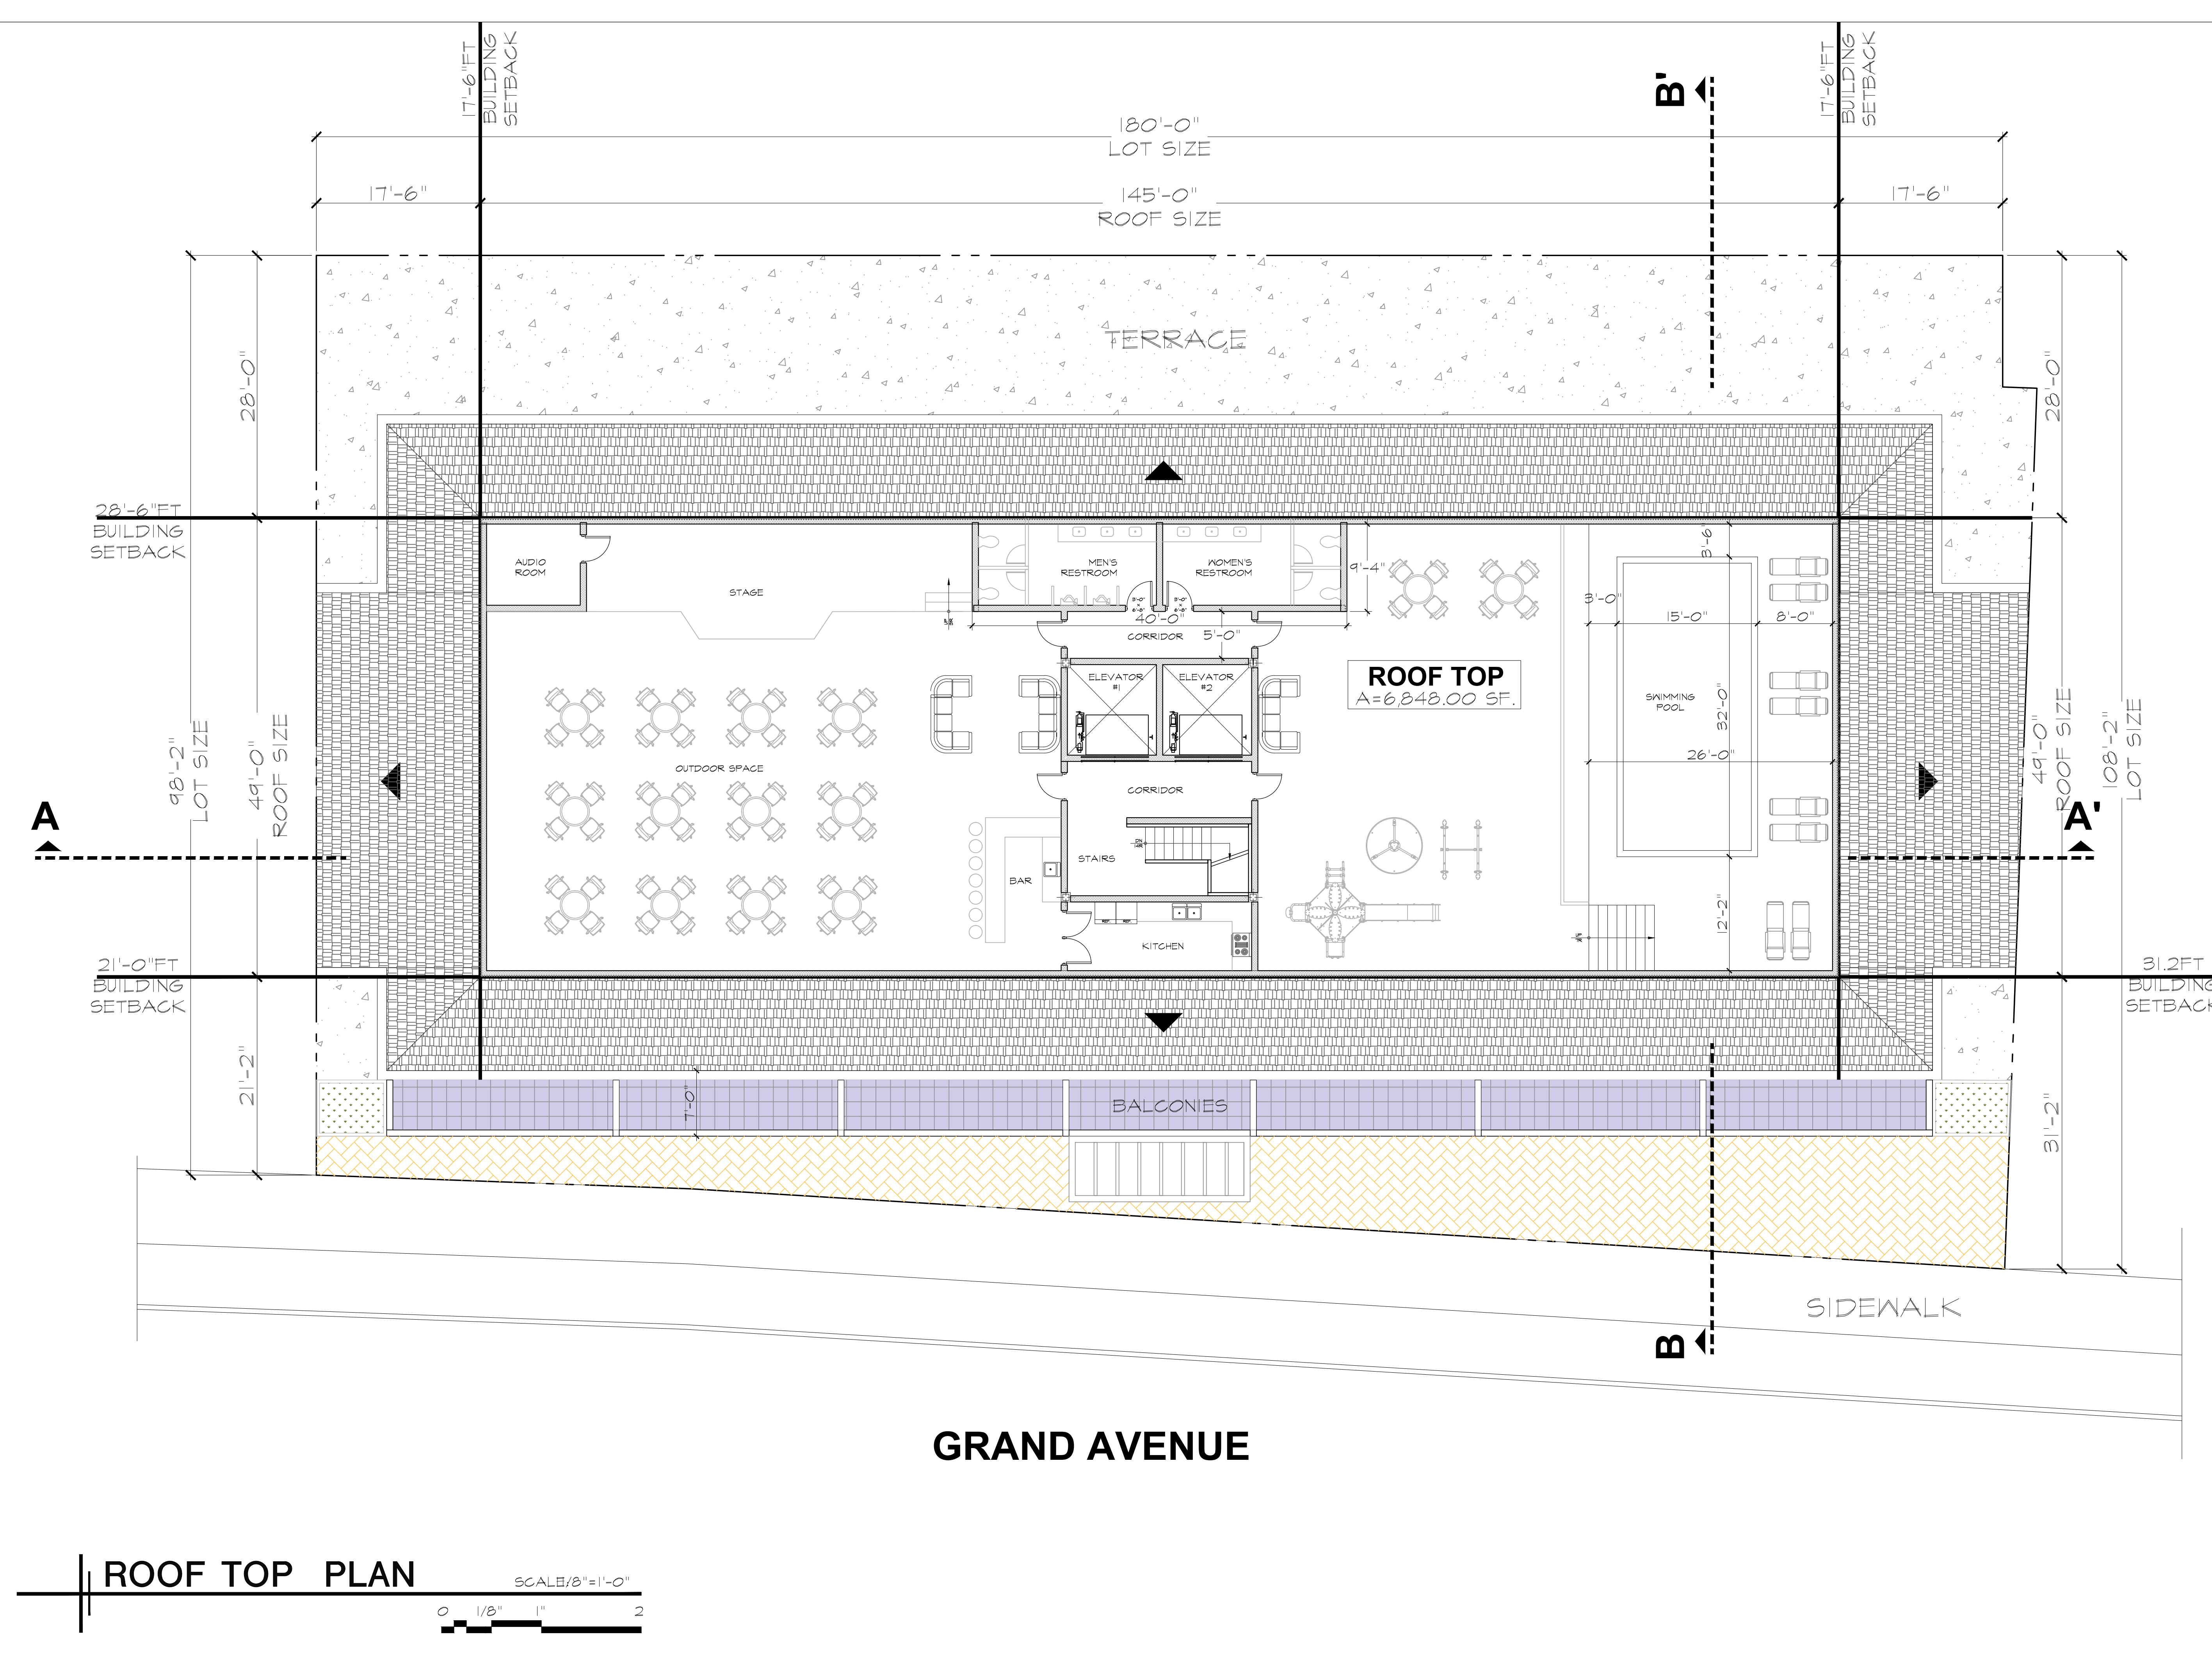 17'-6"FT
BUILDING
SETBACK
17'-6"FT
BUILDING
SETBACK
B'
180'-0"
LOT SIZE
17'-6"
145'-0"
ROOF SIZE
17'-6"
TERRACE
28'-0"
28'-0"
28'-6"FT
BUILDING
SETBACK
AUDIO
ROOM
STAGE
MEN'S
RESTROOM
WOMEN'S
RESTROOM
9'-4"
3'-6"
3'-0"
15'-0"
8'-0"
40'-0"
CORRIDOR
5'-0"
ELEVATOR
#1
ELEVATOR
#2
ROOF TOP
A=6,848.00 SF.
SWIMMING
POOL
32'-0"
26'-0"
98'-2"
LOT SIZE
49'-0"
ROOF SIZE
49'-0"
ROOF SIZE
108'-2"
LOT SIZE
OUTDOOR SPACE
CORRIDOR
A
A'
STAIRS
BAR
REF.
REF.
KITCHEN
12'-2"
21'-0"FT
BUILDING
SETBACK
31.2FT
BUILDING
SETBACK
21'-2"
7'-0"
BALCONIES
31'-2"
SIDEWALK
B
GRAND AVENUE
ROOF TOP PLAN
SCALE1/8"=1'-0"
0 1/8" 1" 2